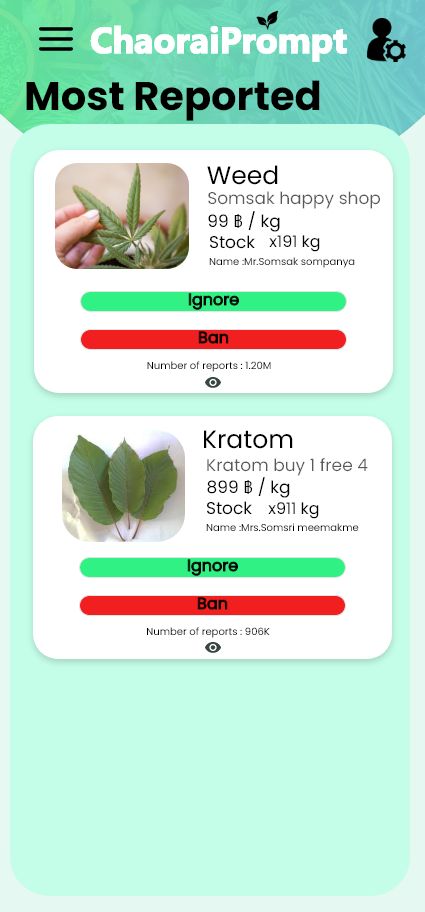 ChaoraiPrompt
Most Reported
Weed
Somsak happy shop
99 ฿ / kg
Stock x191 kg
Name :Mr.Somsak sompanya
Ignore
Ban
Number of reports : 1.20M
Kratom
Kratom buy 1 free 4
899 ฿ / kg
Stock x911 kg
Name :Mrs.Somsri meemakme
Ignore
Ban
Number of reports : 906K